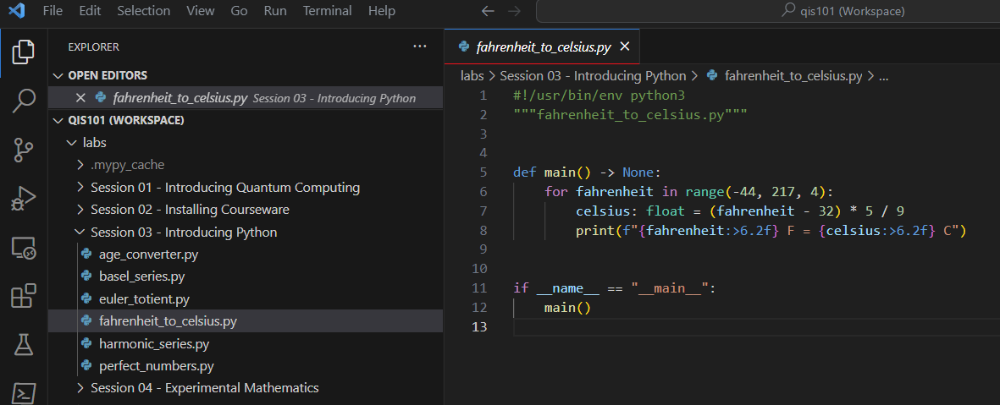 File Edit Selection View Go Run Terminal Help
qis101 (Workspace)
EXPLORER ...
OPEN EDITORS
fahrenheit_to_celsius.py Session 03 - Introducing Python
QIS101 (WORKSPACE)
labs
.mypy_cache
Session 01 - Introducing Quantum Computing
Session 02 - Installing Courseware
Session 03 - Introducing Python
age_converter.py
basel_series.py
euler_totient.py
fahrenheit_to_celsius.py
harmonic_series.py
perfect_numbers.py
Session 04 - Experimental Mathematics
fahrenheit_to_celsius.py
labs > Session 03 - Introducing Python > fahrenheit_to_celsius.py > ...
1 #!/usr/bin/env python3
2 """fahrenheit_to_celsius.py"""
3
4
5 def main() -> None:
6     for fahrenheit in range(-44, 217, 4):
7         celsius: float = (fahrenheit - 32) * 5 / 9
8         print(f"{fahrenheit:>6.2f} F = {celsius:>6.2f} C")
9
10
11 if __name__ == "__main__":
12     main()
13